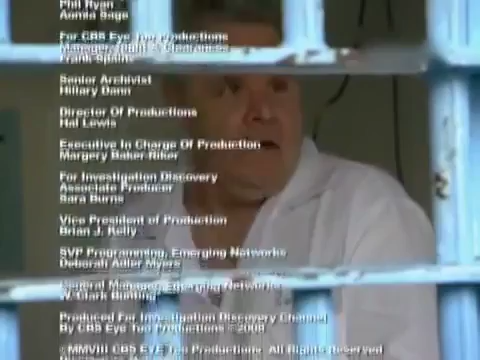 Phil Ryan
For CBS Eye Too Productions
Frank
Senior Archivist
Hillary Dann
Director Of Productions
Hal Lewis
Executive In Charge Of Production
Margery Baker Riker
For Investigation Discovery
Associate Producer
Sara Burns
Vice President of Production
Brian J. Kelly
SVP Programming, Emerging Networks
Deborah Adler Myers
General Manager, Emerging Networks
W. Clark Bunting
Produced For Investigation Discovery Channel
By CBS Eye Too Productions ©2008
©MMVIII CBS EYE Too Productions. All Rights Reserved